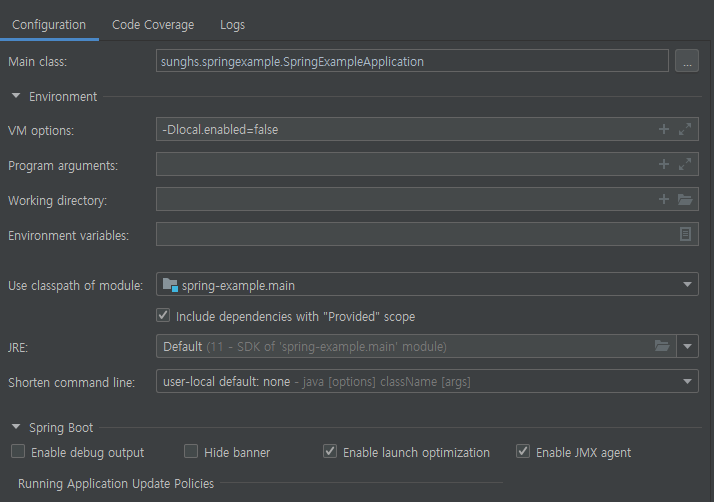 Configuration Code Coverage Logs
Main class: sunghs.springexample.SpringExampleApplication ...
Environment
VM options: -Dlocal.enabled=false
Program arguments:
Working directory:
Environment variables:
Use classpath of module: spring-example.main
Include dependencies with "Provided" scope
JRE: Default (11 - SDK of 'spring-example.main' module)
Shorten command line: user-local default: none - java [options] className [args]
Spring Boot
Enable debug output Hide banner Enable launch optimization Enable JMX agent
Running Application Update Policies